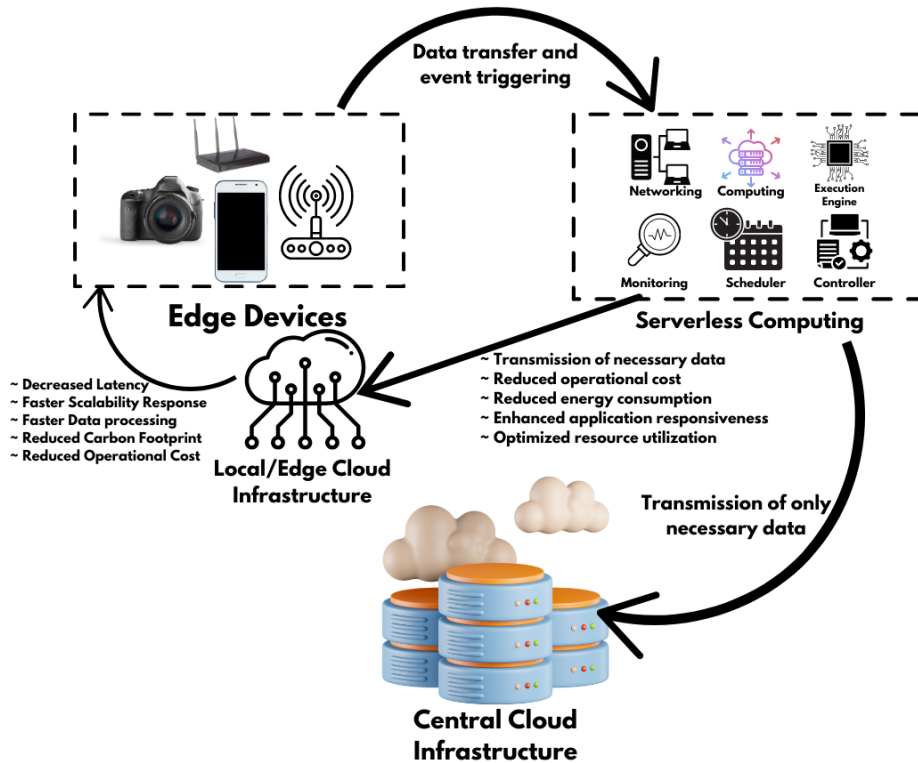 Data transfer and
event triggering
Networking
Computing
Execution
Engine
Monitoring
Scheduler
Controller
Edge Devices
Serverless Computing
~ Decreased Latency
~ Faster Scalability Response
~ Faster Data processing
~ Reduced Carbon Footprint
~ Reduced Operational Cost
~ Transmission of necessary data
~ Reduced operational cost
~ Reduced energy consumption
~ Enhanced application responsiveness
~ Optimized resource utilization
Local/Edge Cloud
Infrastructure
Transmission of only
necessary data
Central Cloud
Infrastructure